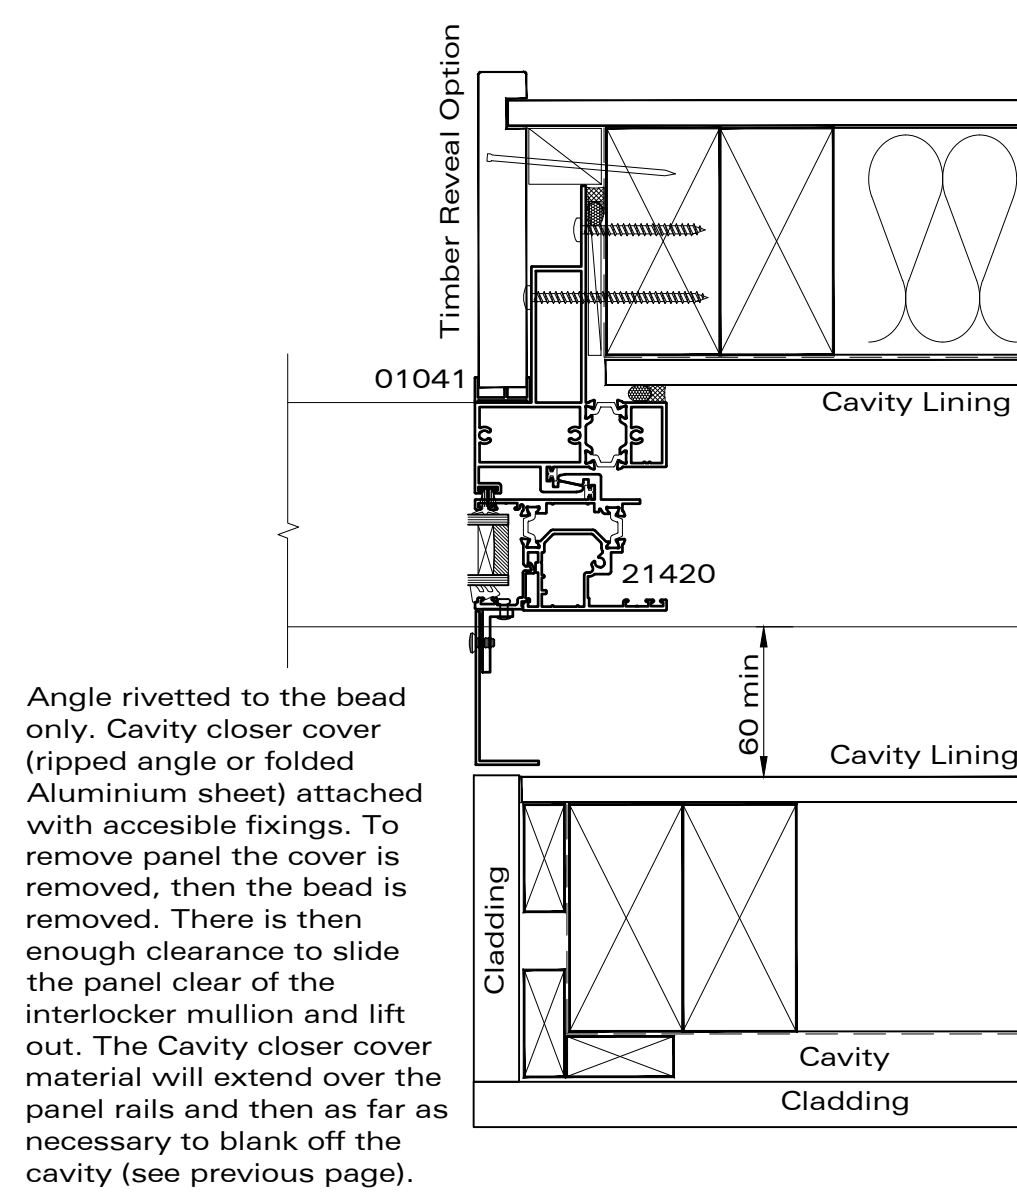 Timber Reveal Option
01041
Cavity Lining
21420
60 min
Cavity Lining
Angle rivetted to the bead
only. Cavity closer cover
(ripped angle or folded
Aluminium sheet) attached
with accesible fixings. To
remove panel the cover is
removed, then the bead is
removed. There is then
enough clearance to slide
the panel clear of the
interlocker mullion and lift
out. The Cavity closer cover
material will extend over the
panel rails and then as far as
necessary to blank off the
cavity (see previous page).
Cladding
Cavity
Cladding